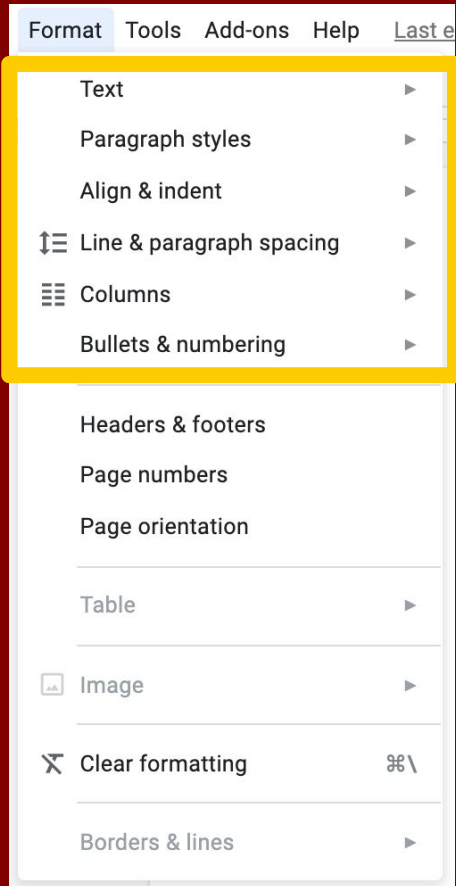 Format Tools Add-ons Help Last e
Text
Paragraph styles
Align & indent
Line & paragraph spacing
Columns
Bullets & numbering
Headers & footers
Page numbers
Page orientation
Table
Image
Clear formatting ⌘\
Borders & lines